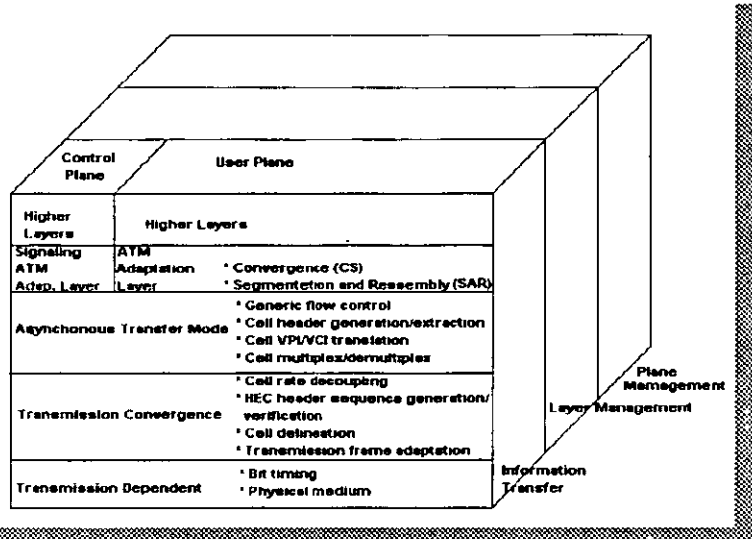 Control
Plane
User Plane
Higher
Layers
Higher Layers
Signaling
ATM
Adap. Layer
ATM
Adaptation
Layer
* Convergence (CS)
* Segmentetion and Reassembly (SAR)
Asynchonous Transfer Mode
* Generic flow control
* Cell header generation/extraction
* Cell VPI/VCI translation
* Cell multiplex/demultiplex
Transmission Convergence
* Cell rate decoupling
* HEC header sequence generation/
verification
* Cell delineation
* Transmission frame adaptation
Transmission Dependent
* Bit timing
* Physical medium
Plane
Management
Layer Management
Information
Transfer